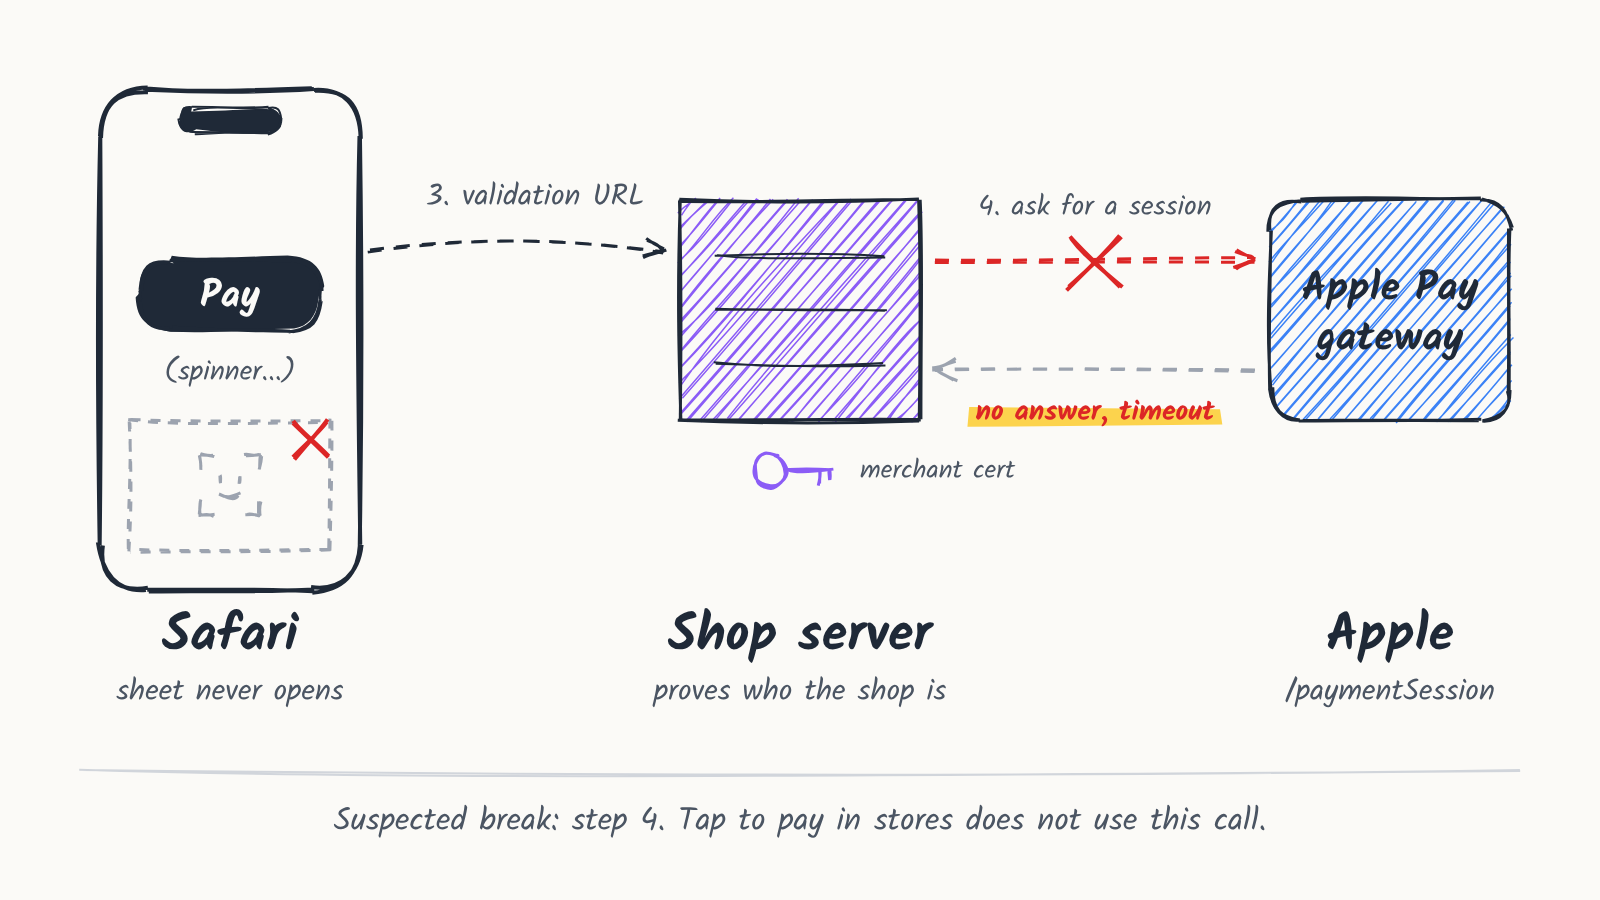 3. validation URL
4. ask for a session
Pay
Apple Pay
gateway
(spinner...)
no answer, timeout
merchant cert
Safari
sheet never opens
Shop server
proves who the shop is
Apple
/paymentSession
Suspected break: step 4. Tap to pay in stores does not use this call.